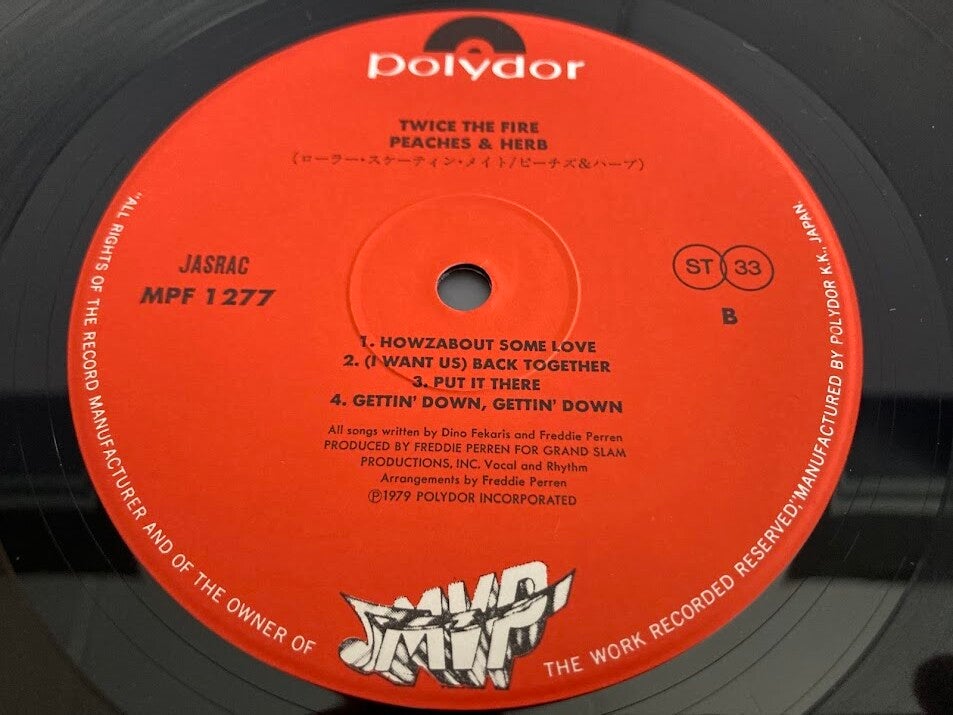 polydor
TWICE THE FIRE
PEACHES & HERB
(ローラー・スケーティン・メイト/ピーチズ&ハーブ)
JASRAC
MPF 1277
ST 33
B
1. HOWZABOUT SOME LOVE
2. (I WANT US) BACK TOGETHER
3. PUT IT THERE
4. GETTIN' DOWN, GETTIN' DOWN
All songs written by Dino Fekaris and Freddie Perren
PRODUCED BY FREDDIE PERREN FOR GRAND SLAM
PRODUCTIONS, INC. Vocal and Rhythm
Arrangements by Freddie Perren
Ⓟ1979 POLYDOR INCORPORATED
MVP
"ALL RIGHTS OF THE RECORD MANUFACTURER AND OF THE OWNER OF THE WORK RECORDED RESERVED," MANUFACTURED BY POLYDOR K.K., JAPAN.